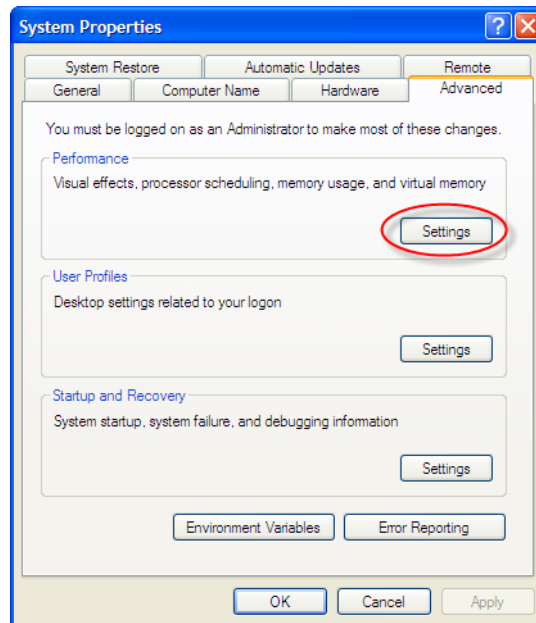 System Properties
System Restore Automatic Updates Remote
General Computer Name Hardware Advanced
You must be logged on as an Administrator to make most of these changes.
Performance
Visual effects, processor scheduling, memory usage, and virtual memory
Settings
User Profiles
Desktop settings related to your logon
Settings
Startup and Recovery
System startup, system failure, and debugging information
Settings
Environment Variables Error Reporting
OK Cancel Apply